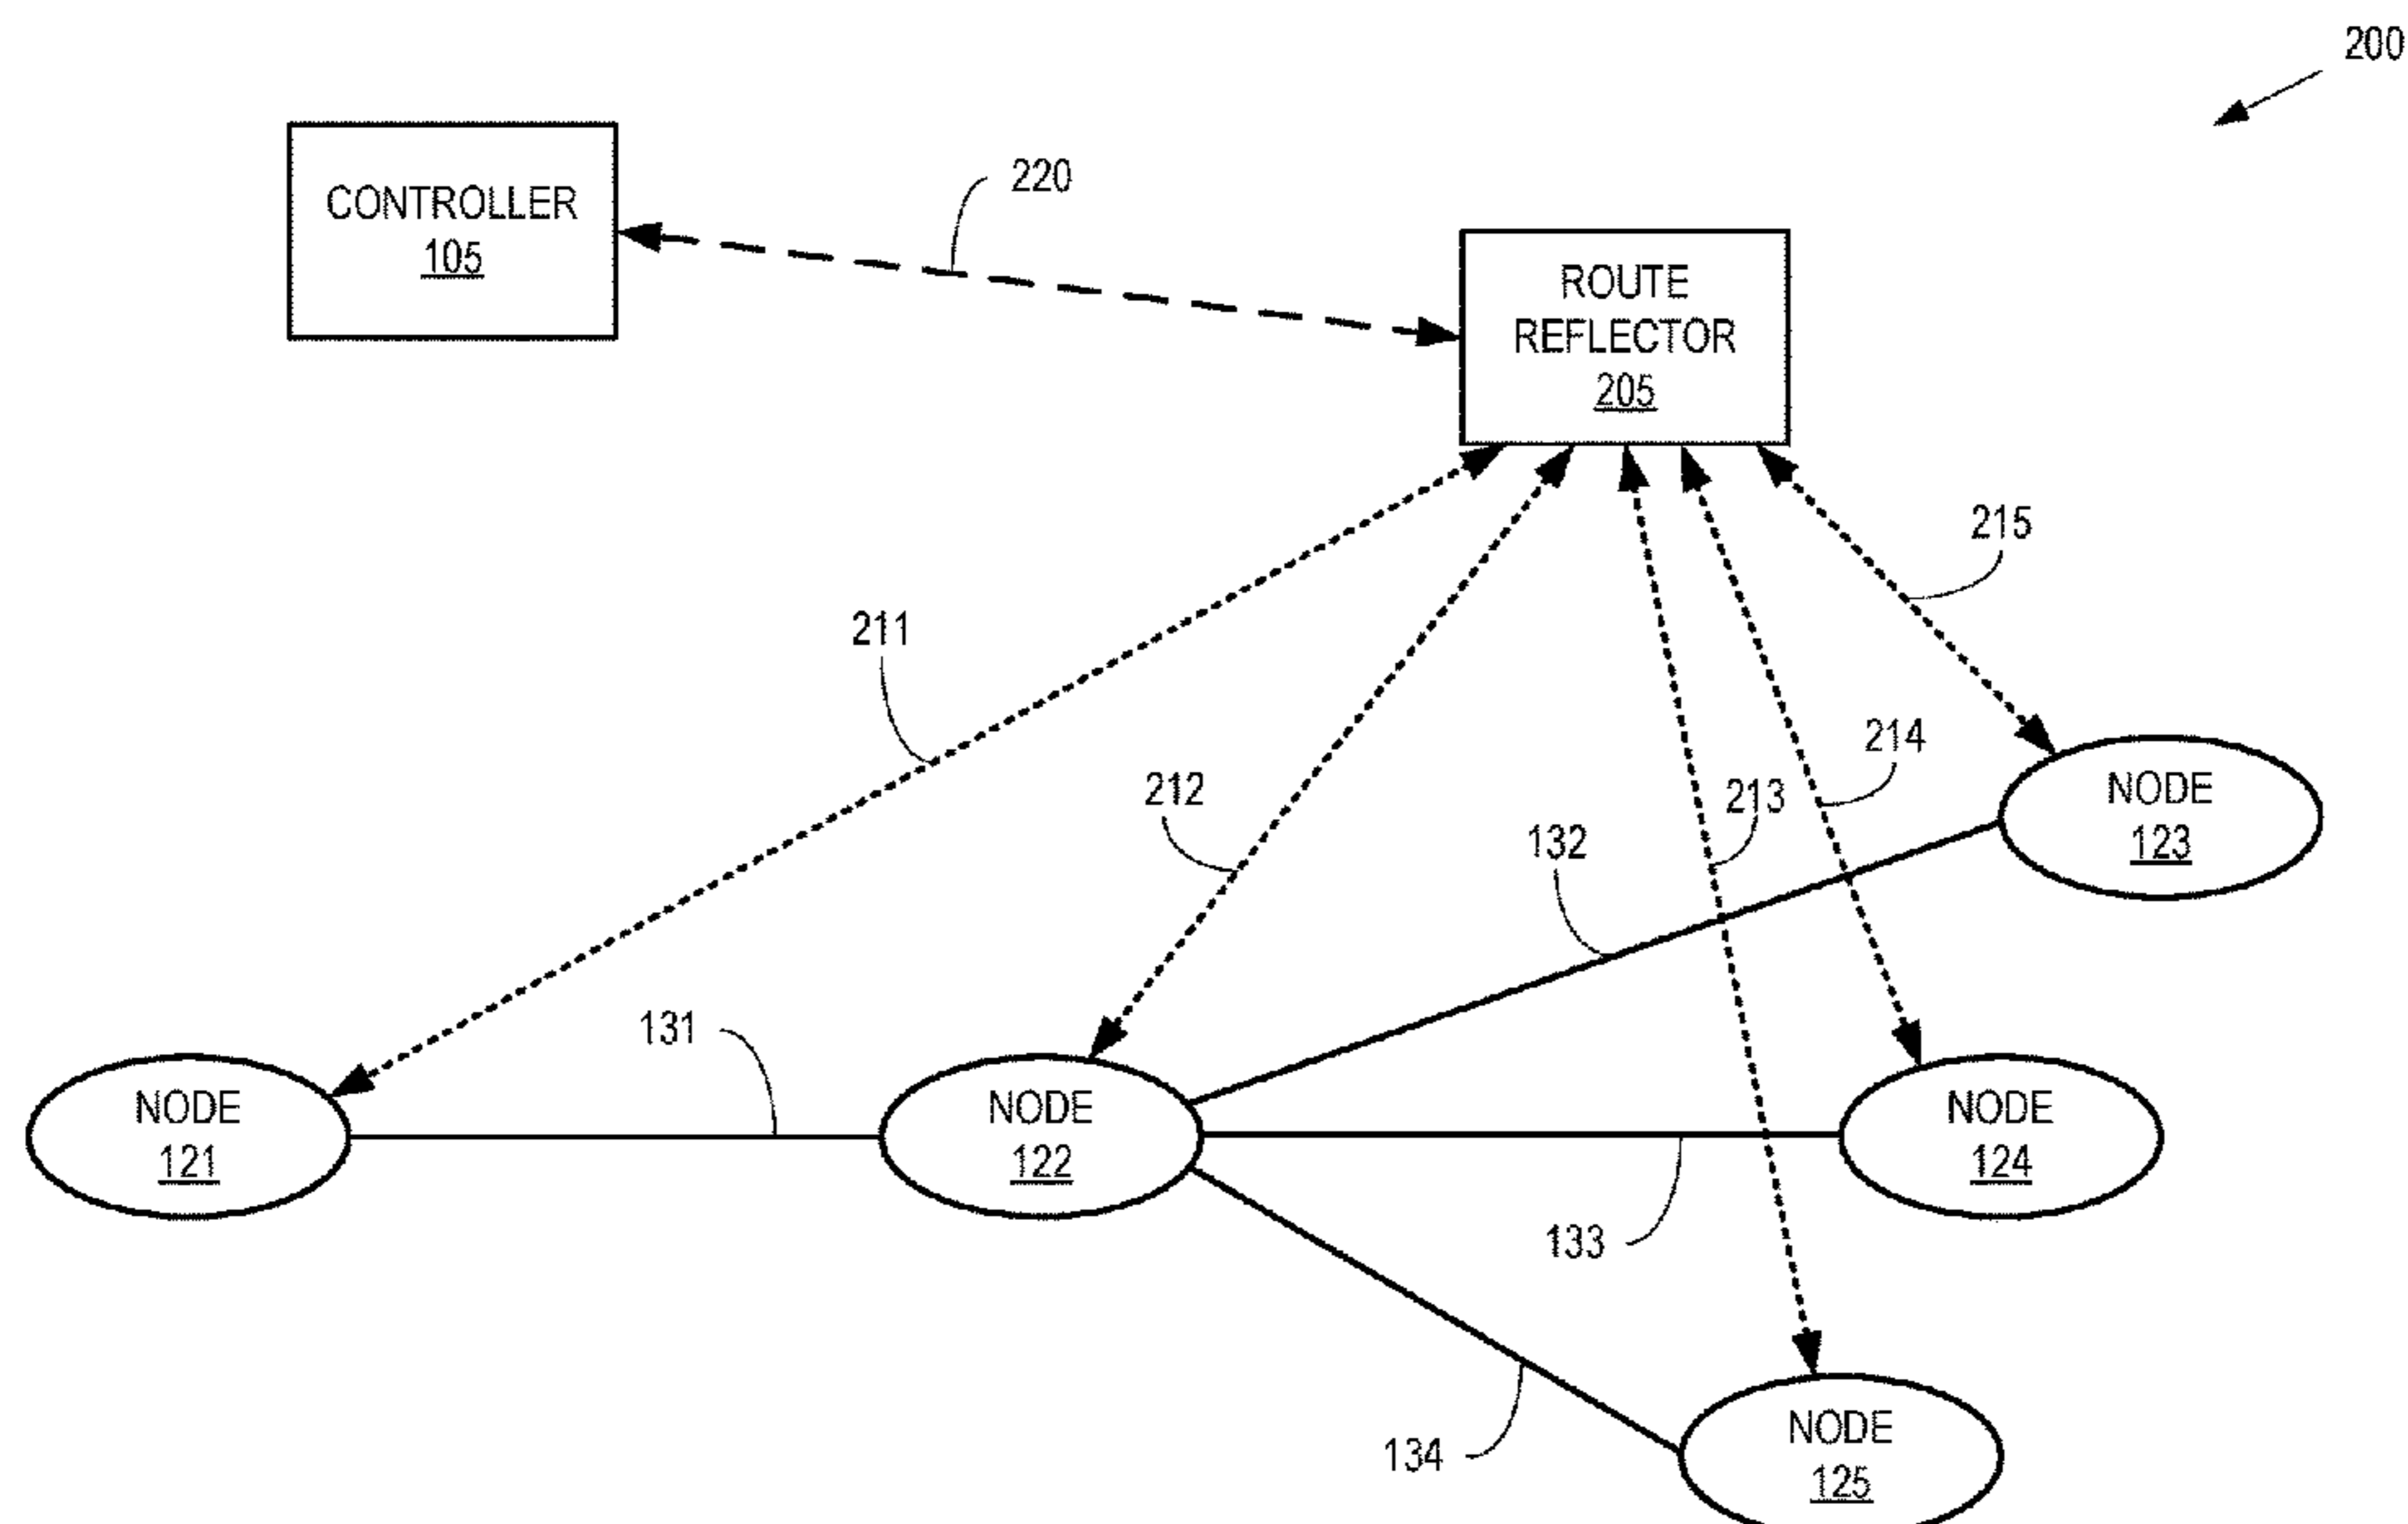 200
CONTROLLER
105
220
ROUTE
REFLECTOR
205
215
211
214
212
213
132
NODE
123
131
NODE
121
NODE
122
NODE
124
133
134
NODE
125